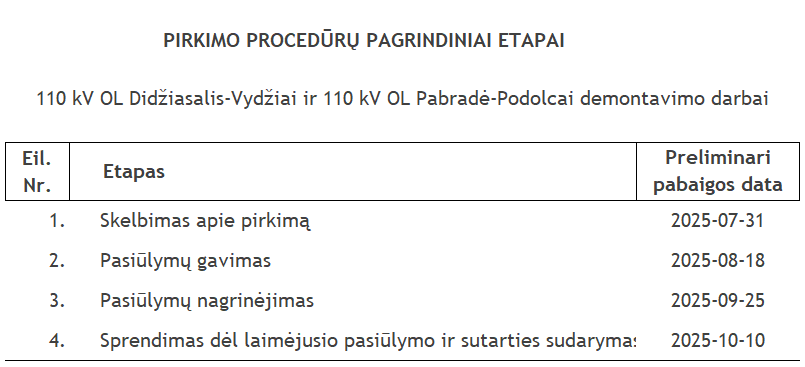 PIRKIMO PROCEDŪRŲ PAGRINDINIAI ETAPAI
110 kV OL Didžiasalis-Vydžiai ir 110 kV OL Pabradė-Podolcai demontavimo darbai
Eil. Nr. Etapas Preliminari pabaigos data
1. Skelbimas apie pirkimą 2025-07-31
2. Pasiūlymų gavimas 2025-08-18
3. Pasiūlymų nagrinėjimas 2025-09-25
4. Sprendimas dėl laimėjusio pasiūlymo ir sutarties sudarymas 2025-10-10